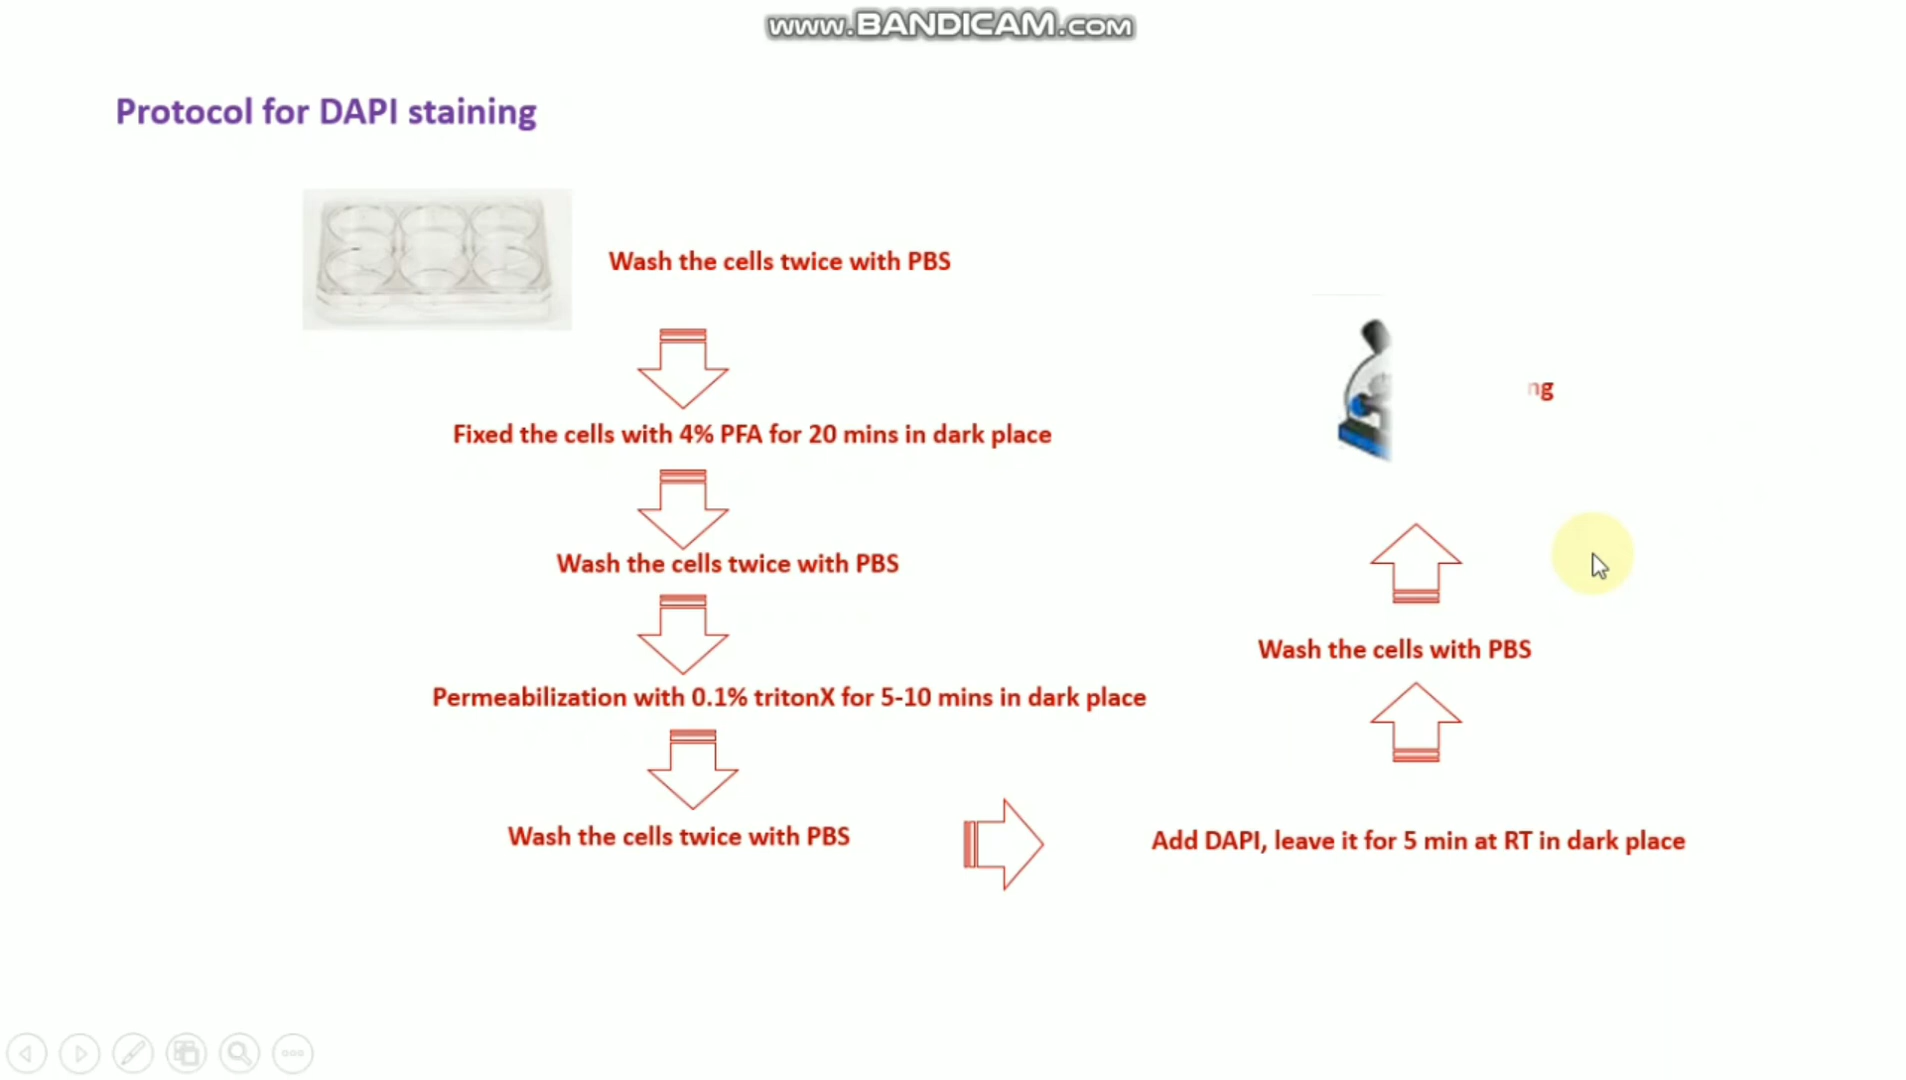 www.BANDICAM.com
Protocol for DAPI staining
Wash the cells twice with PBS
Fixed the cells with 4% PFA for 20 mins in dark place
Wash the cells twice with PBS
Permeabilization with 0.1% tritonX for 5-10 mins in dark place
Wash the cells twice with PBS
Add DAPI, leave it for 5 min at RT in dark place
Wash the cells with PBS